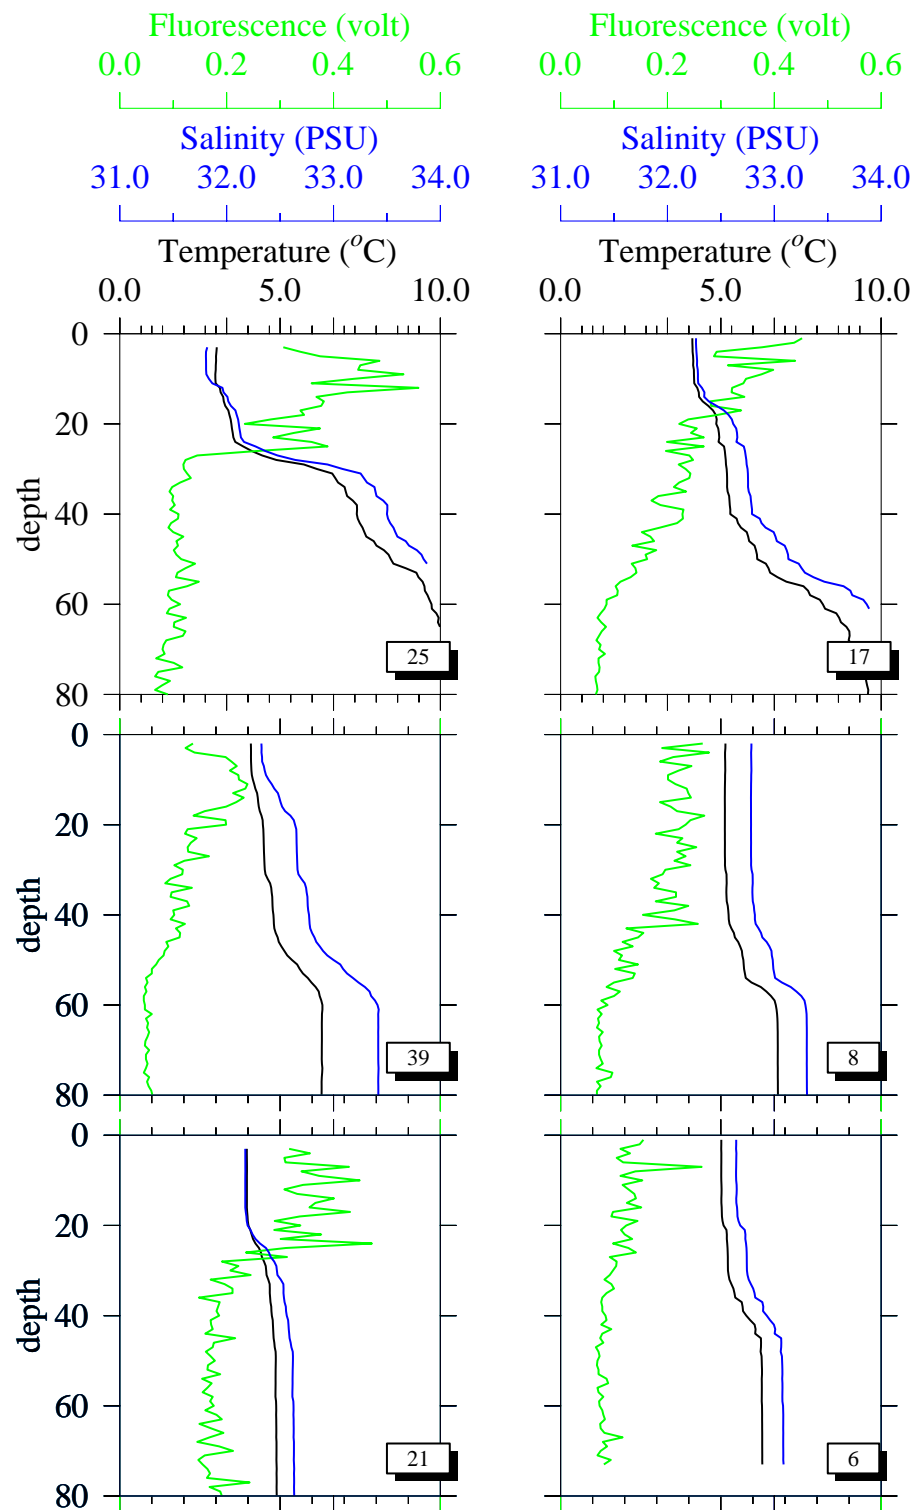 Fluorescence (volt) Fluorescence (volt)
0.0 0.2 0.4 0.6 0.0 0.2 0.4 0.6
Salinity (PSU) Salinity (PSU)
31.0 32.0 33.0 34.0 31.0 32.0 33.0 34.0
Temperature (°C) Temperature (°C)
0.0 5.0 10.0 0.0 5.0 10.0
0
20
depth
40
60
25 17
80
0
20
depth
40
60
39 8
80
0
20
depth
40
60
21 6
80